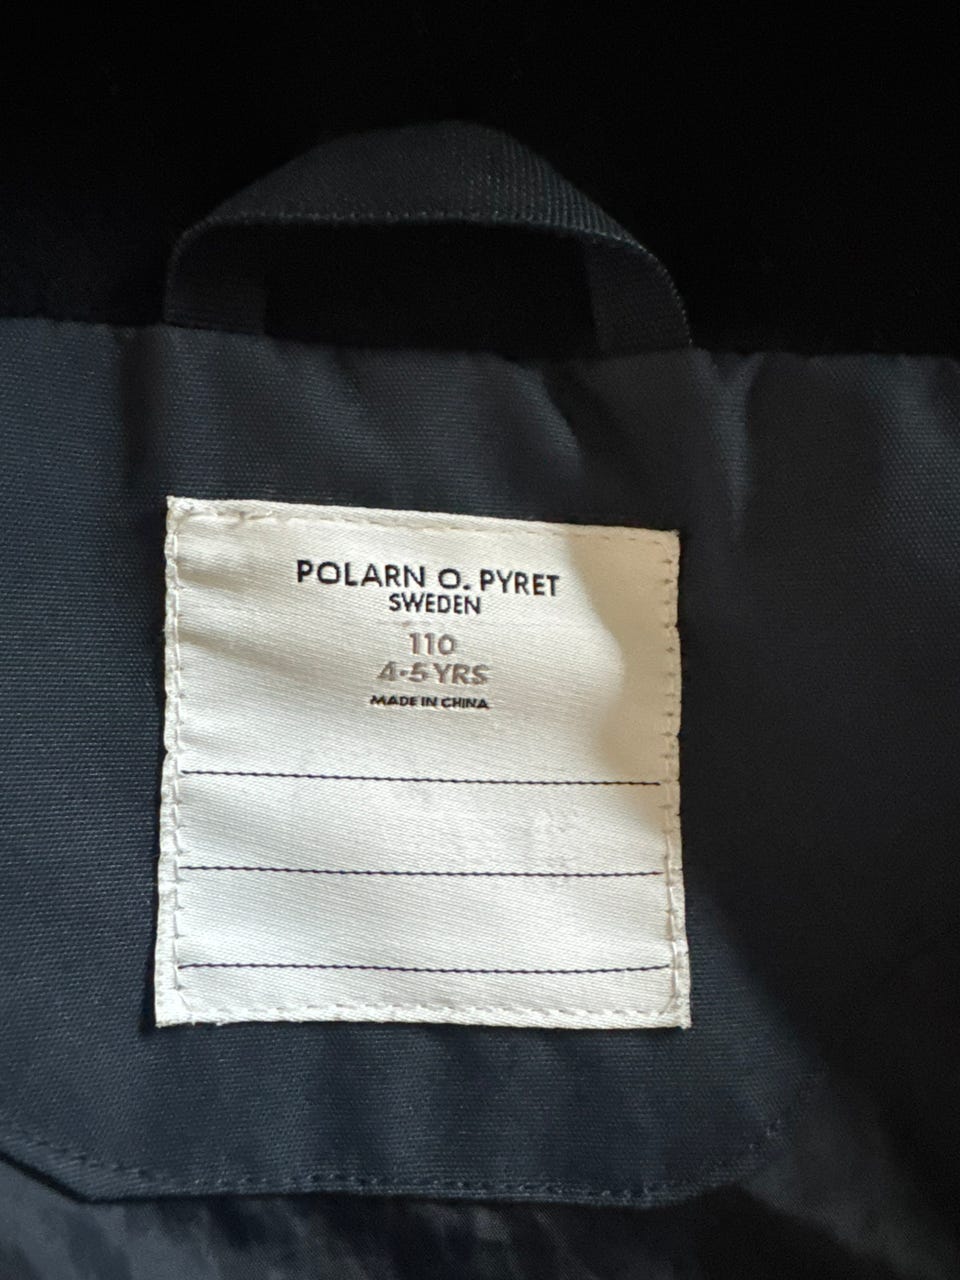 POLARN O. PYRET
SWEDEN
110
4-5 YRS
MADE IN CHINA